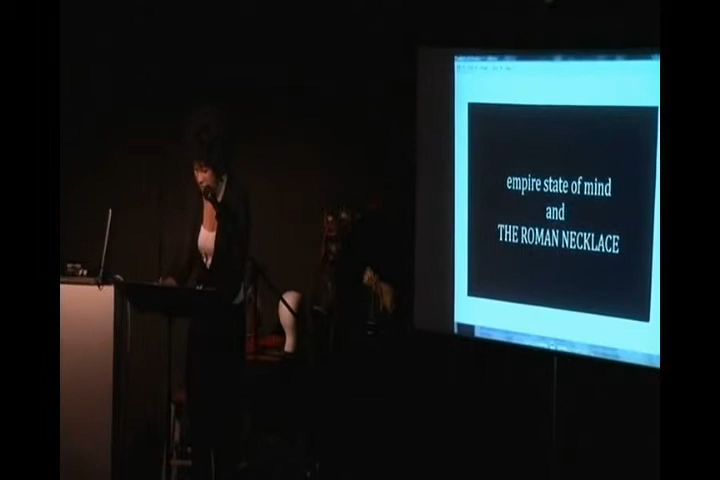 empire state of mind
and
THE ROMAN NECKLACE